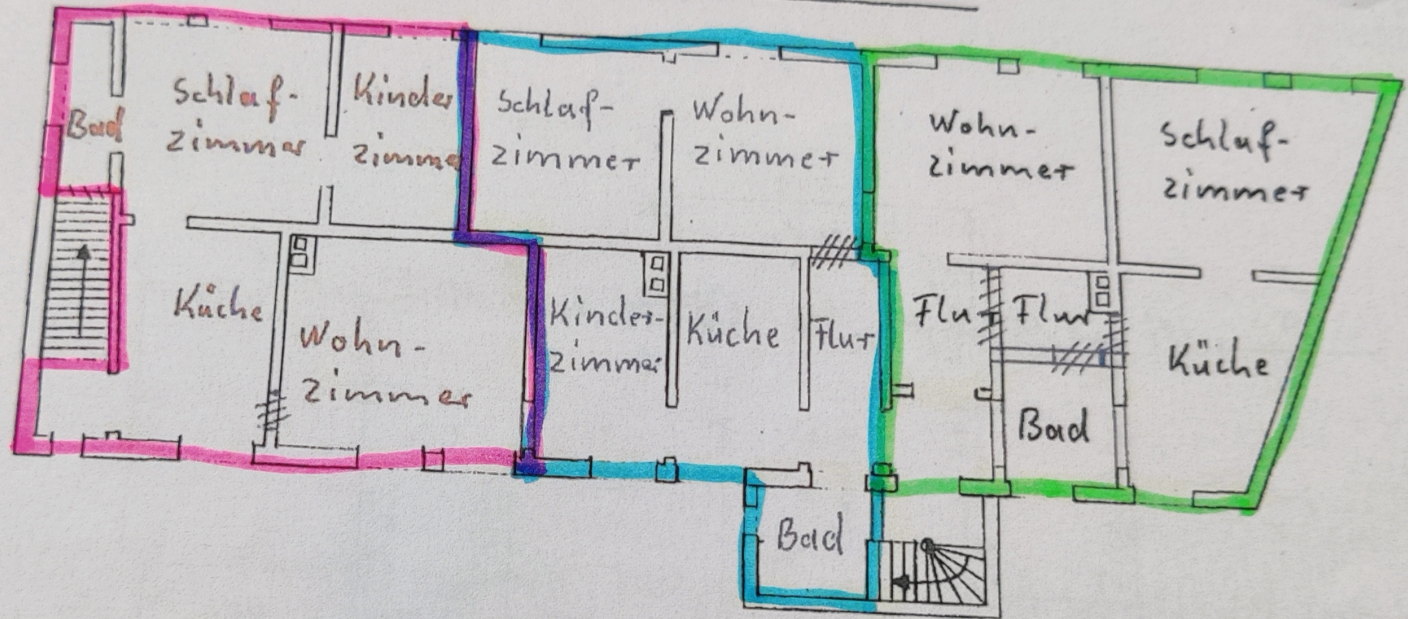 Bad
Schlaf-
zimmer
Kinder
zimme
Küche
Wohn-
zimmer
Schlaf-
zimmer
Wohn-
zimmer
Kinder-
zimmer
Küche
Flur
Bad
Wohn-
zimmer
Schlaf-
zimmer
Flur
Flur
Bad
Küche